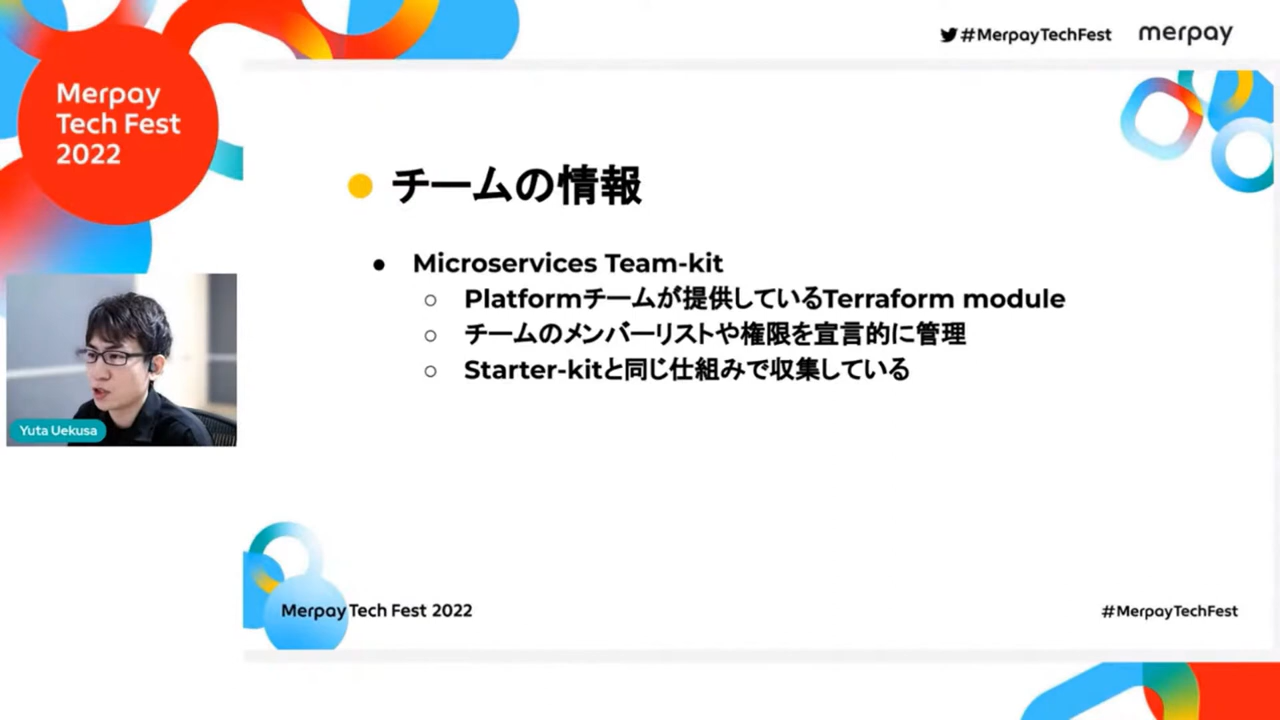 #MerpayTechFest merpay
Merpay
Tech Fest
2022
チームの情報
● Microservices Team-kit
○ Platformチームが提供しているTerraform module
○ チームのメンバーリストや権限を宣言的に管理
○ Starter-kitと同じ仕組みで収集している
Yuta Uekusa
Merpay Tech Fest 2022
#MerpayTechFest